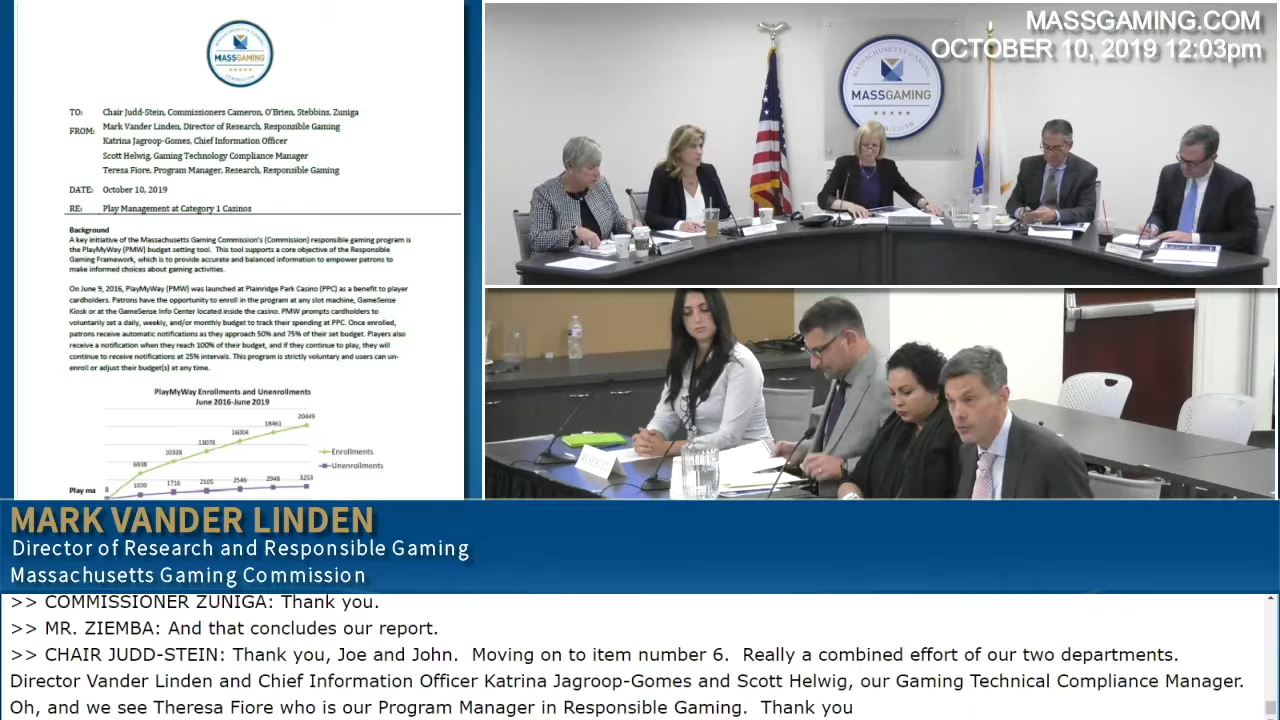 MASSGAMING
TO: Chair Judd-Stein, Commissioners Cameron, O'Brien, Stebbins, Zuniga
FROM: Mark Vander Linden, Director of Research, Responsible Gaming
Katrina Jagroop-Gomes, Chief Information Officer
Scott Helwig, Gaming Technology Compliance Manager
Teresa Fiore, Program Manager, Research, Responsible Gaming
DATE: October 10, 2019
RE: Play Management at Category 1 Casinos
Background
A key initiative of the Massachusetts Gaming Commission's (Commission) responsible gaming program is
the PlayMyWay (PMW) budget setting tool. This tool supports a core objective of the Responsible
Gaming Framework, which is to provide accurate and balanced information to empower patrons to
make informed choices about gaming activities.
On June 9, 2016, PlayMyWay (PMW) was launched at Plainridge Park Casino (PPC) as a benefit to player
cardholders. Patrons have the opportunity to enroll in the program at any slot machine, GameSense
Kiosk or at the GameSense Info Center located inside the casino. PMW prompts cardholders to
voluntarily set a daily, weekly, and/or monthly budget to track their spending at PPC. Once enrolled,
patrons receive automatic notifications as they approach 50% and 75% of their set budget. Players also
receive a notification when they reach 100% of their budget, and if they continue to play, they will
continue to receive notifications at 25% intervals. This program is strictly voluntary and users can un-
enroll or adjust their budget(s) at any time.
PlayMyWay Enrollments and Unenrollments
June 2016-June 2019
20449
18461
16004
13078
10328
6938
Enrollments
Unenrollments
0
1716
2105
2546
2948
3253
Play ma
MASSGAMING.COM
OCTOBER 10, 2019 12:03pm
MASSACHUSETTS GAMING
MASSGAMING
MARK VANDER LINDEN
Director of Research and Responsible Gaming
Massachusetts Gaming Commission
>> COMMISSIONER ZUNIGA: Thank you.
>> MR. ZIEMBA: And that concludes our report.
>> CHAIR JUDD-STEIN: Thank you, Joe and John. Moving on to item number 6. Really a combined effort of our two departments.
Director Vander Linden and Chief Information Officer Katrina Jagroop-Gomes and Scott Helwig, our Gaming Technical Compliance Manager.
Oh, and we see Theresa Fiore who is our Program Manager in Responsible Gaming. Thank you